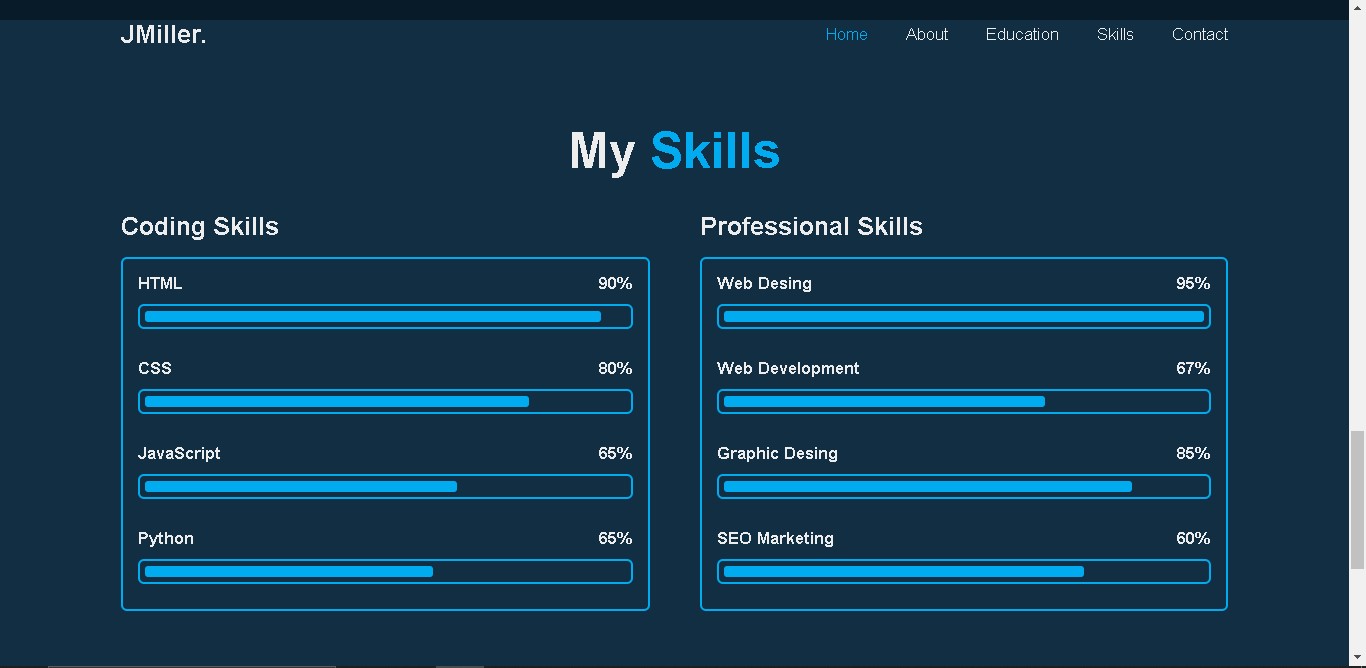 JMiller.
Home About Education Skills Contact
My Skills
Coding Skills
HTML 90%
CSS 80%
JavaScript 65%
Python 65%
Professional Skills
Web Desing 95%
Web Development 67%
Graphic Desing 85%
SEO Marketing 60%